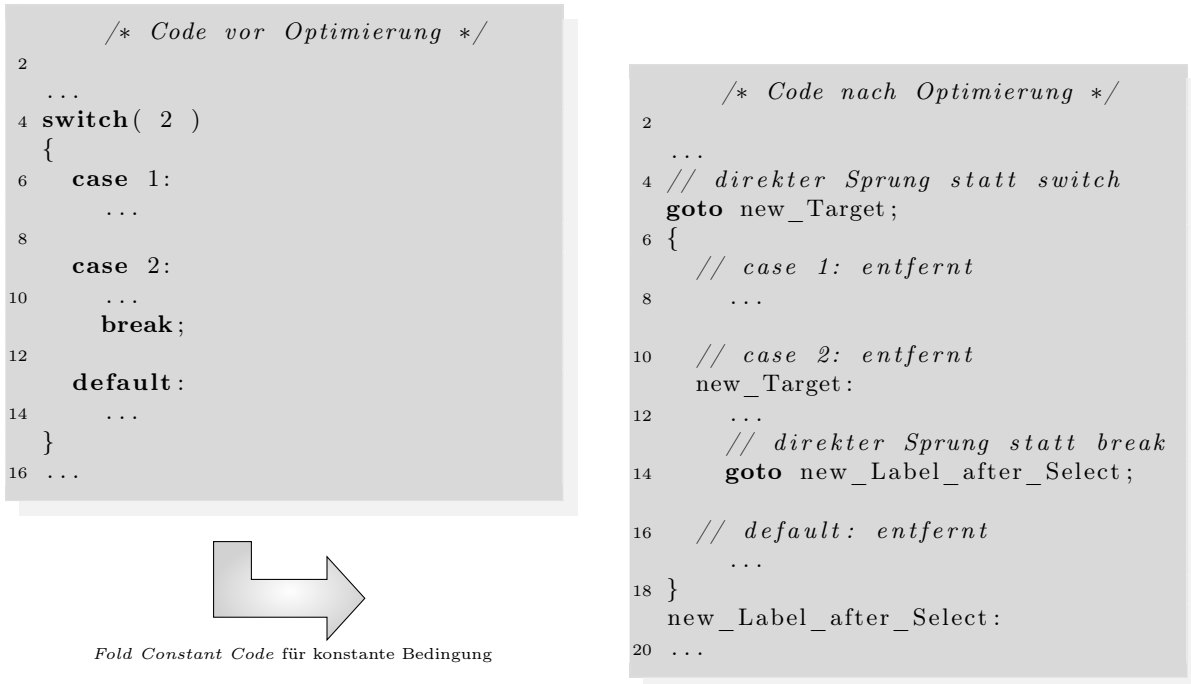 /* Code vor Optimierung */
2
...
4 switch( 2 )
{
6 case 1:
...
8
case 2:
10 ...
break;
12
default:
14 ...
}
16 ...
Fold Constant Code für konstante Bedingung
/* Code nach Optimierung */
2
...
4 // direkter Sprung statt switch
goto new_Target;
6 {
// case 1: entfernt
8 ...
10 // case 2: entfernt
new_Target:
12 ...
// direkter Sprung statt break
14 goto new_Label_after_Select;
16 // default: entfernt
...
18 }
new_Label_after_Select:
20 ...